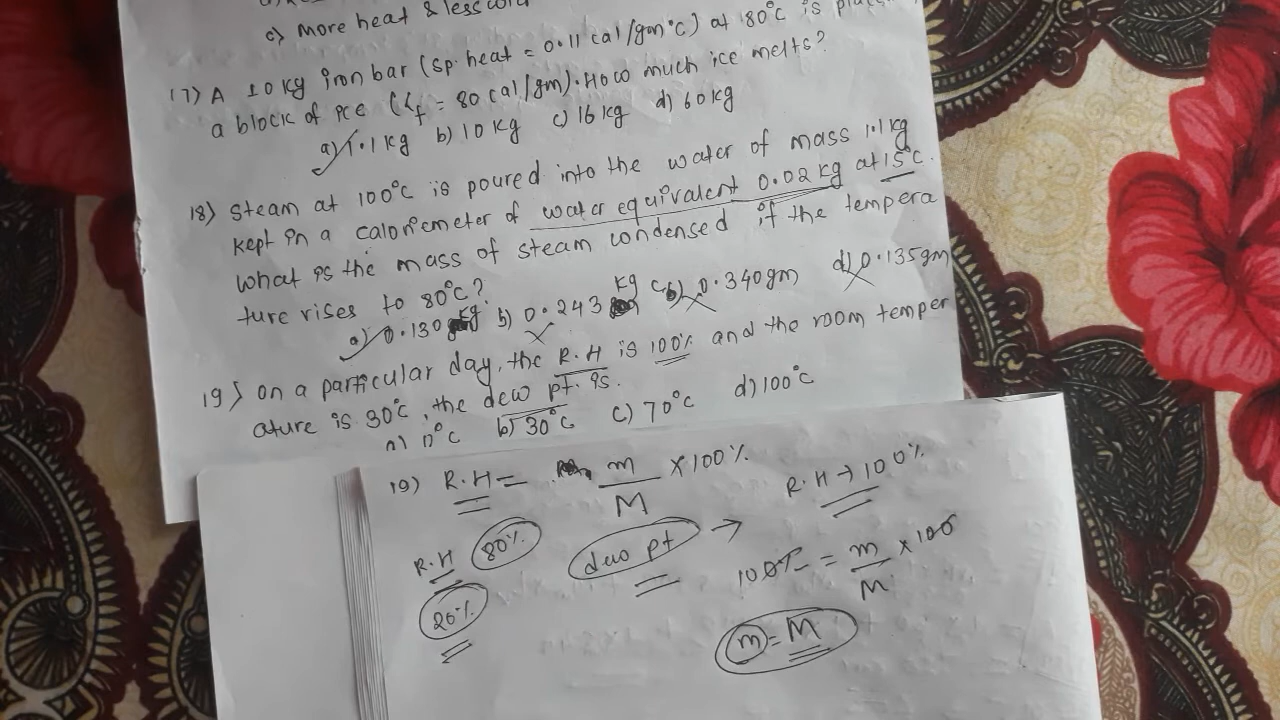 c) more heat & less cold
17) A 10 kg iron bar (sp. heat = 0.11 cal/gm°c) at 80°c is
a block of ice (Lf = 80 cal/gm). How much ice melts?
a) 1.1 kg b) 10 kg c) 16 kg d) 60 kg
18) Steam at 100°c is poured into the water of mass 1.1 kg
kept in a caloriemeter of water equivalent 0.02 kg at 15°c.
what is the mass of steam condensed if the tempera
ture rises to 80°c?
a) 0.130 kg b) 0.243 kg c) 0.340 gm d) 0.135 gm
19) on a particular day, the R.H is 100% and the room temper
ature is 30°c, the dew pt. is.
a) 0°c b) 30°c c) 70°c d) 100°c
19) R.H = m/M × 100%
R.H → 100%
R.H 80%
dew pt →
100% = m/M × 100
20%
m = M